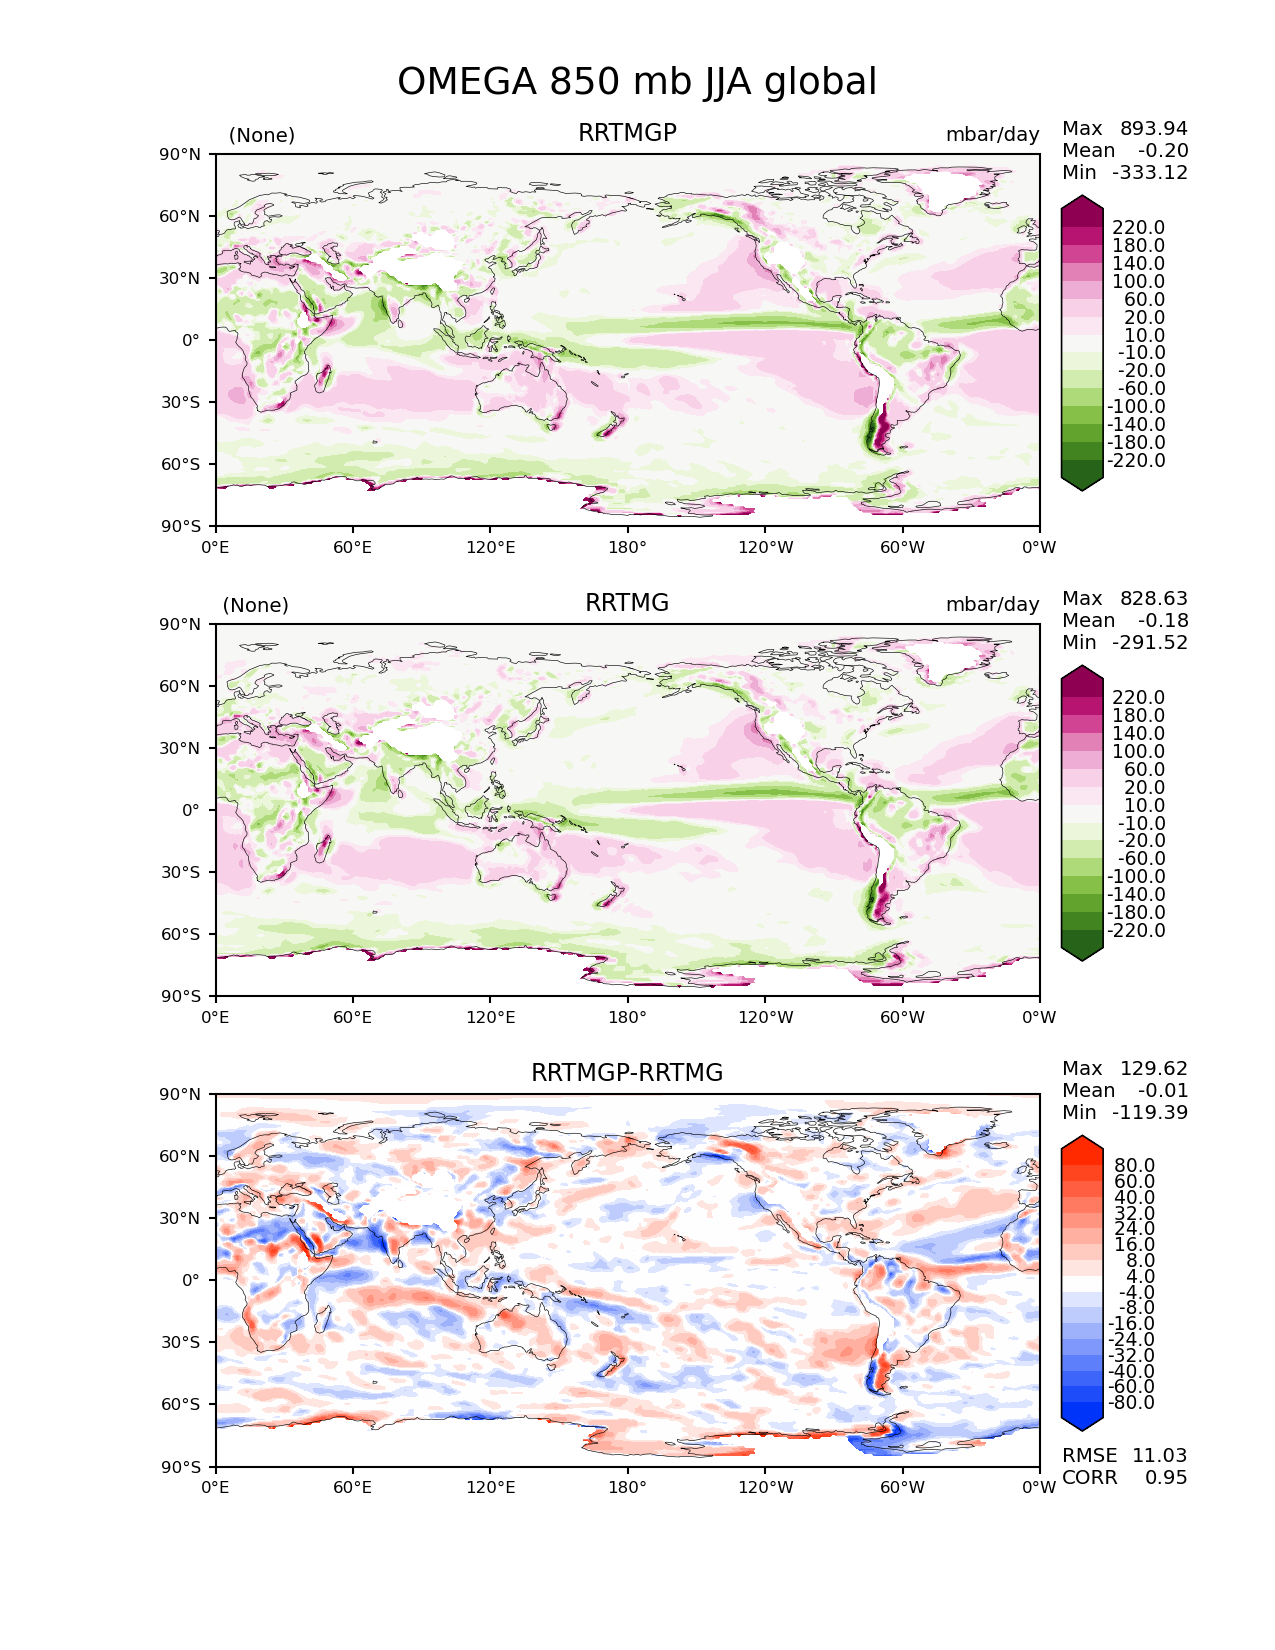 OMEGA 850 mb JJA global
(None) RRTMGP mbar/day
Max 893.94
Mean -0.20
Min -333.12
90°N
60°N
30°N
0°
30°S
60°S
90°S
0°E 60°E 120°E 180° 120°W 60°W 0°W
220.0
180.0
140.0
100.0
60.0
20.0
10.0
-10.0
-20.0
-60.0
-100.0
-140.0
-180.0
-220.0
(None) RRTMG mbar/day
Max 828.63
Mean -0.18
Min -291.52
90°N
60°N
30°N
0°
30°S
60°S
90°S
0°E 60°E 120°E 180° 120°W 60°W 0°W
220.0
180.0
140.0
100.0
60.0
20.0
10.0
-10.0
-20.0
-60.0
-100.0
-140.0
-180.0
-220.0
RRTMGP-RRTMG
Max 129.62
Mean -0.01
Min -119.39
90°N
60°N
30°N
0°
30°S
60°S
90°S
0°E 60°E 120°E 180° 120°W 60°W 0°W
80.0
60.0
40.0
32.0
24.0
16.0
8.0
4.0
-4.0
-8.0
-16.0
-24.0
-32.0
-40.0
-60.0
-80.0
RMSE 11.03
CORR 0.95